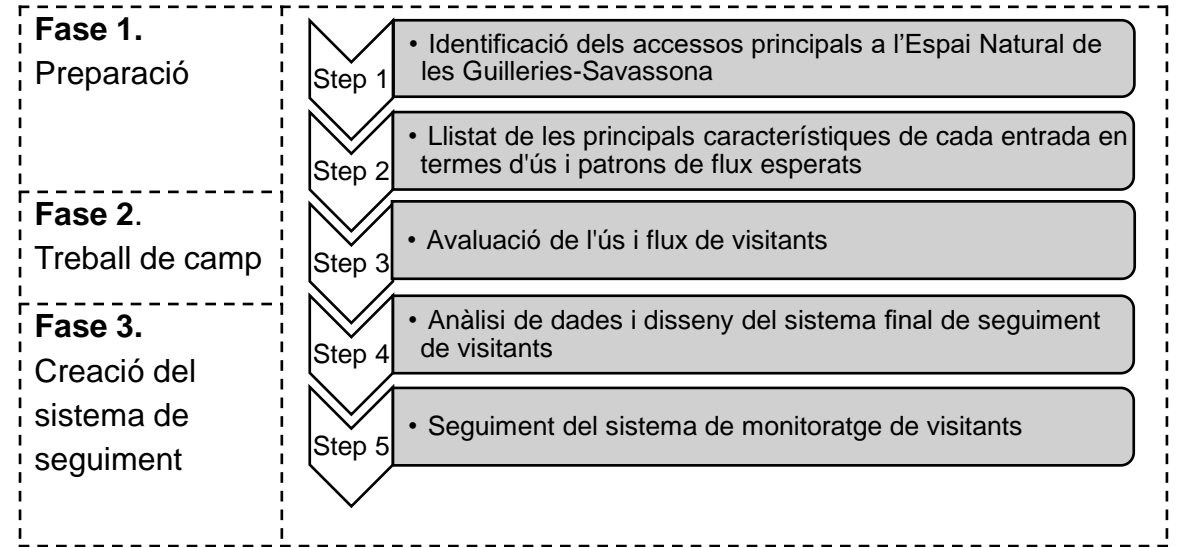 Fase 1.
Preparació
Step 1
• Identificació dels accessos principals a l’Espai Natural de
les Guilleries-Savassona
Step 2
• Llistat de les principals característiques de cada entrada en
termes d'ús i patrons de flux esperats
Fase 2.
Treball de camp
Step 3
• Avaluació de l'ús i flux de visitants
Fase 3.
Creació del
sistema de
seguiment
Step 4
• Anàlisi de dades i disseny del sistema final de seguiment
de visitants
Step 5
• Seguiment del sistema de monitoratge de visitants